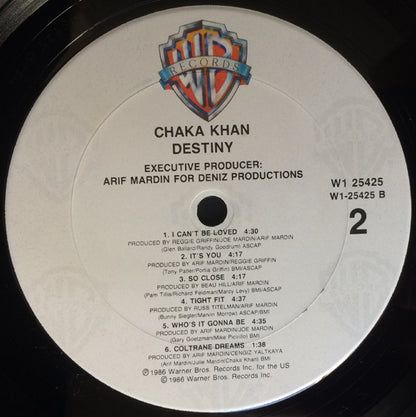 WB
RECORDS
CHAKA KHAN
DESTINY
EXECUTIVE PRODUCER:
ARIF MARDIN FOR DENIZ PRODUCTIONS
W1 25425
W1-25425 B
2
1. I CAN'T BE LOVED 4:30
PRODUCED BY REGGIE GRIFFIN/JOE MARDIN/ARIF MARDIN
(Glen Ballard/Randy Goodrum) ASCAP
2. IT'S YOU 4:17
PRODUCED BY ARIF MARDIN/REGGIE GRIFFIN
(Tony Patler/Portia Griffin) BMI/ASCAP
3. SO CLOSE 4:17
PRODUCED BY BEAU HILL/ARIF MARDIN
(Pam Tillis/Richard Feldman/Marcy Levy) BMI/ASCAP
4. TIGHT FIT 4:37
PRODUCED BY RUSS TITELMAN/ARIF MARDIN
(Bunny Siegler/Marvin Morrow) ASCAP/BMI
5. WHO'S IT GONNA BE 4:35
PRODUCED BY ARIF MARDIN/JOE MARDIN
(Gary Goetzman/Mike Piccirillo) BMI
6. COLTRANE DREAMS 1:38
PRODUCED BY ARIF MARDIN/CENGIZ YALTKAYA
(Arif Mardin/Julie Mardin/Chaka Khan) BMI
℗ 1986 Warner Bros. Records Inc. for the US
© 1986 Warner Bros. Records Inc.